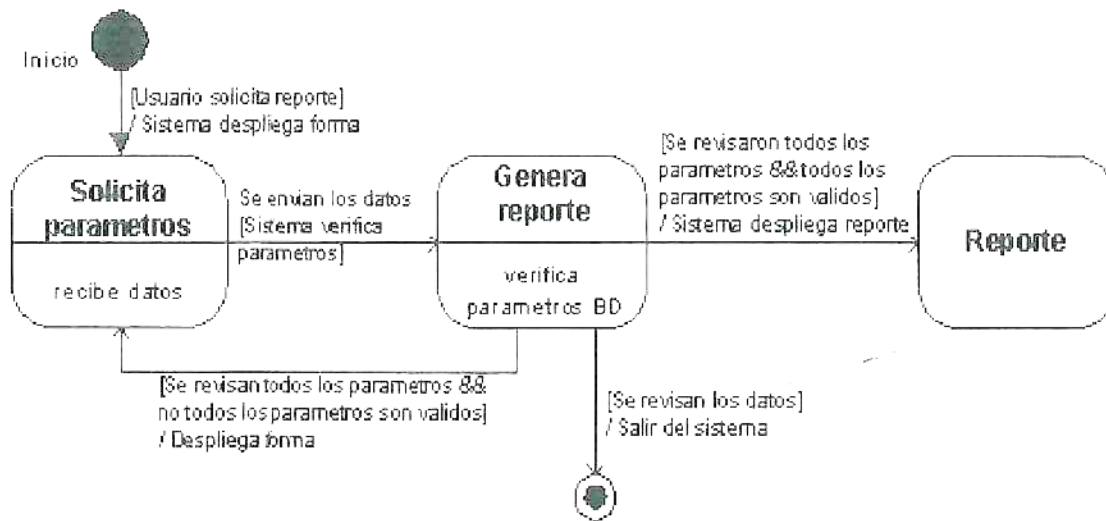 Inicio
[Usuario solicita reporte]
/ Sistema despliega forma
Solicita
parametros
recibe datos
Se envian los datos
[Sistema verifica
parametros]
Genera
reporte
verifica
parametros BD
[Se revisaron todos los
parametros && todos los
parametros son validos]
/ Sistema despliega reporte
Reporte
[Se revisan todos los parametros &&
no todos los parametros son validos]
/ Despliega forma
[Se revisan los datos]
/ Salir del sistema